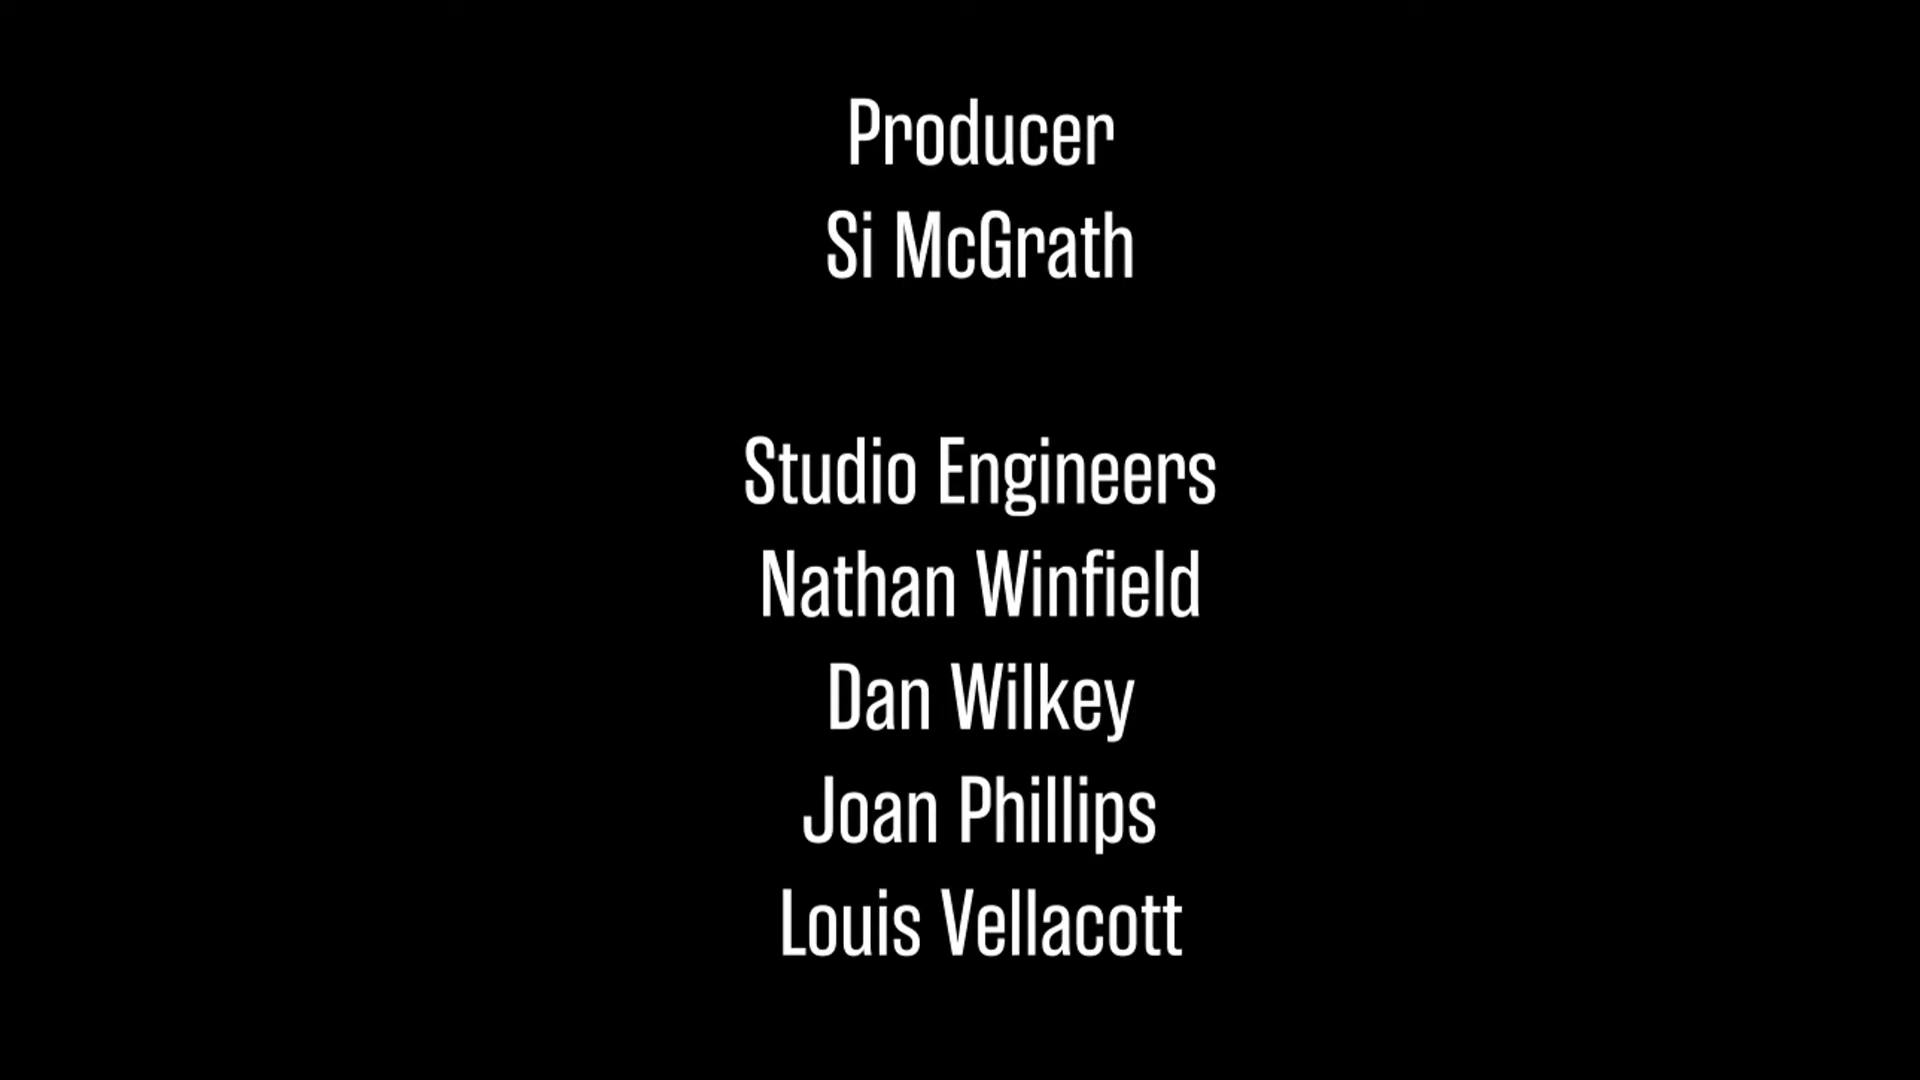 Producer
Si McGrath
Studio Engineers
Nathan Winfield
Dan Wilkey
Joan Phillips
Louis Vellacott